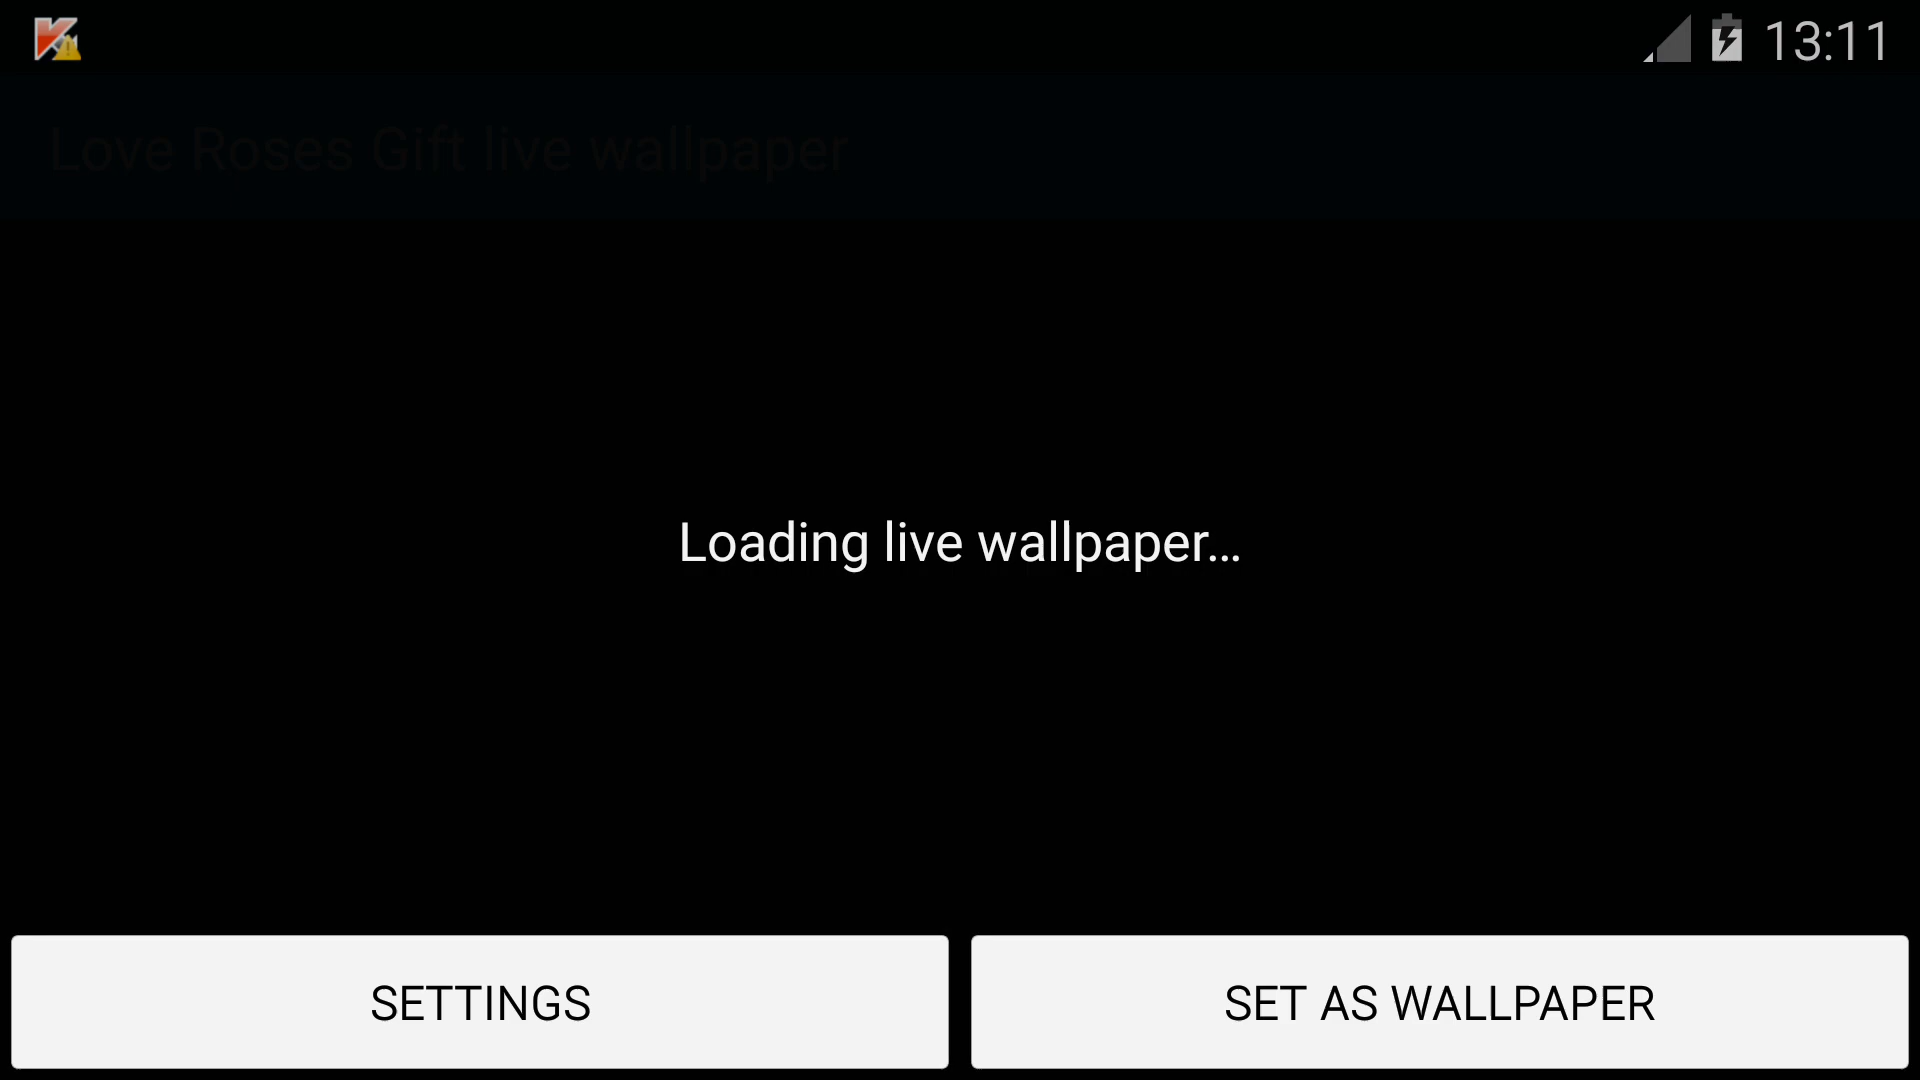 13:11
Love Roses Gift live wallpaper
Loading live wallpaper...
SETTINGS
SET AS WALLPAPER